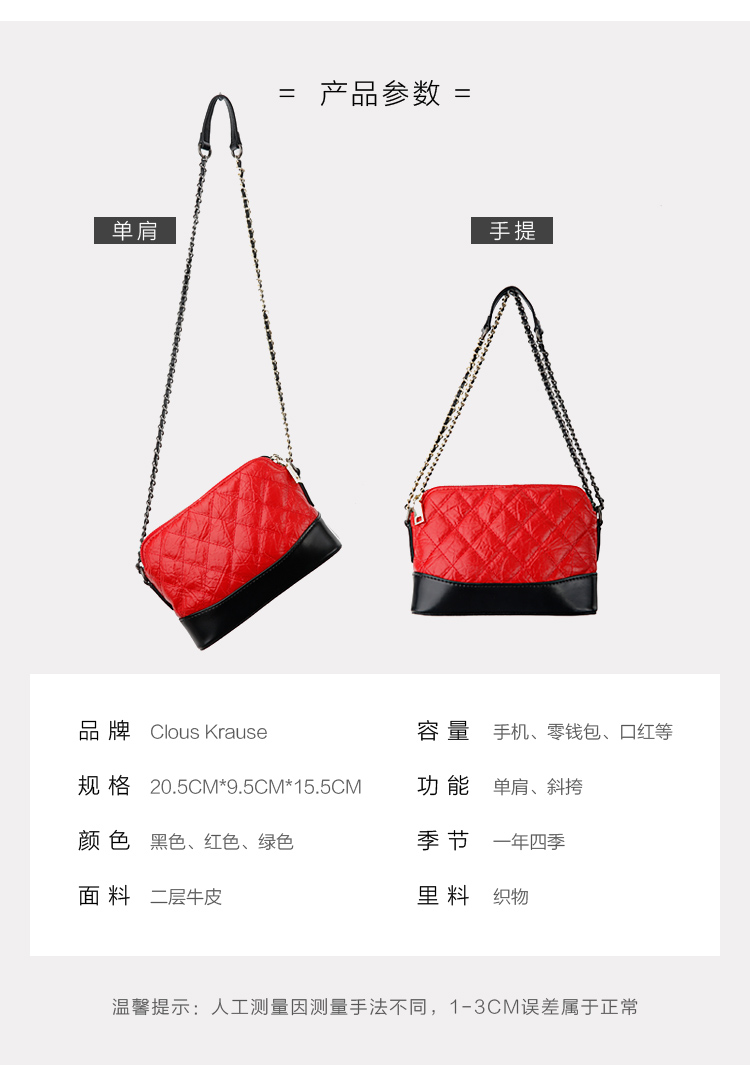 = 产品参数 =
单肩
手提
品牌 Clous Krause
容量 手机、零钱包、口红等
规格 20.5CM*9.5CM*15.5CM
功能 单肩、斜挎
颜色 黑色、红色、绿色
季节 一年四季
面料 二层牛皮
里料 织物
温馨提示：人工测量因测量手法不同，1-3CM误差属于正常